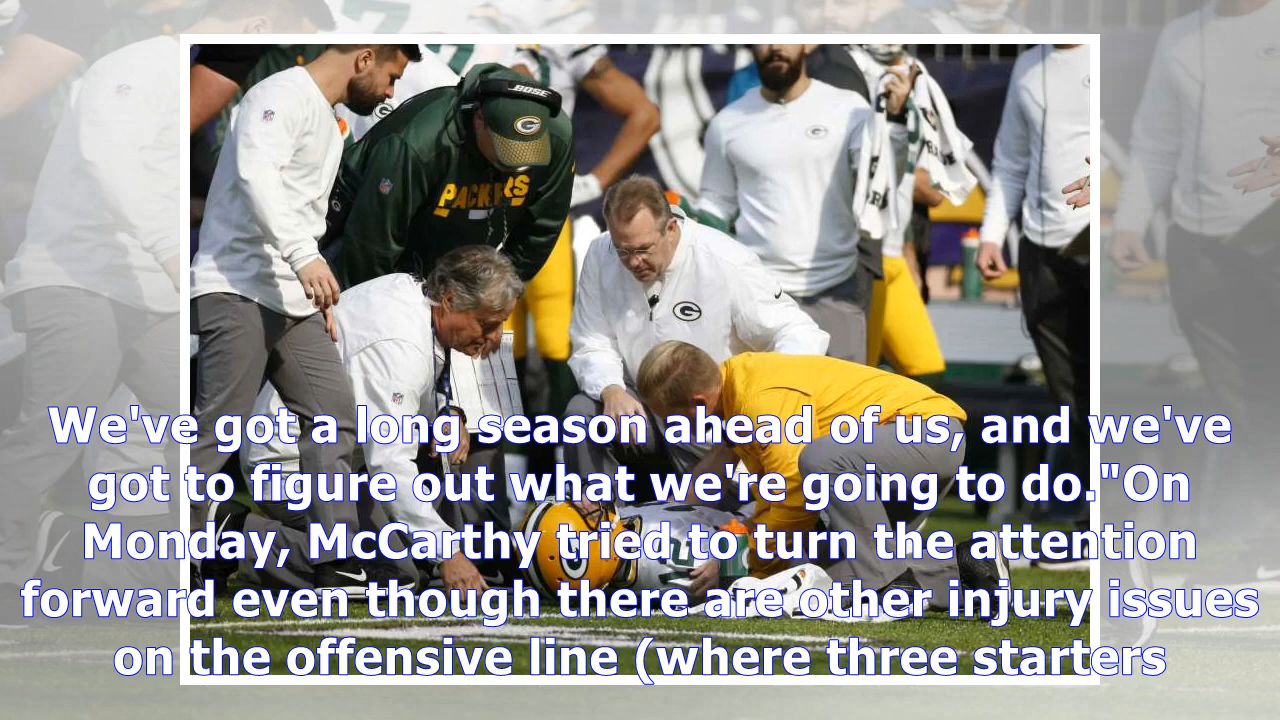 BOSE
PACKERS
We've got a long season ahead of us, and we've
got to figure out what we're going to do."On
Monday, McCarthy tried to turn the attention
forward even though there are other injury issues
on the offensive line (where three starters